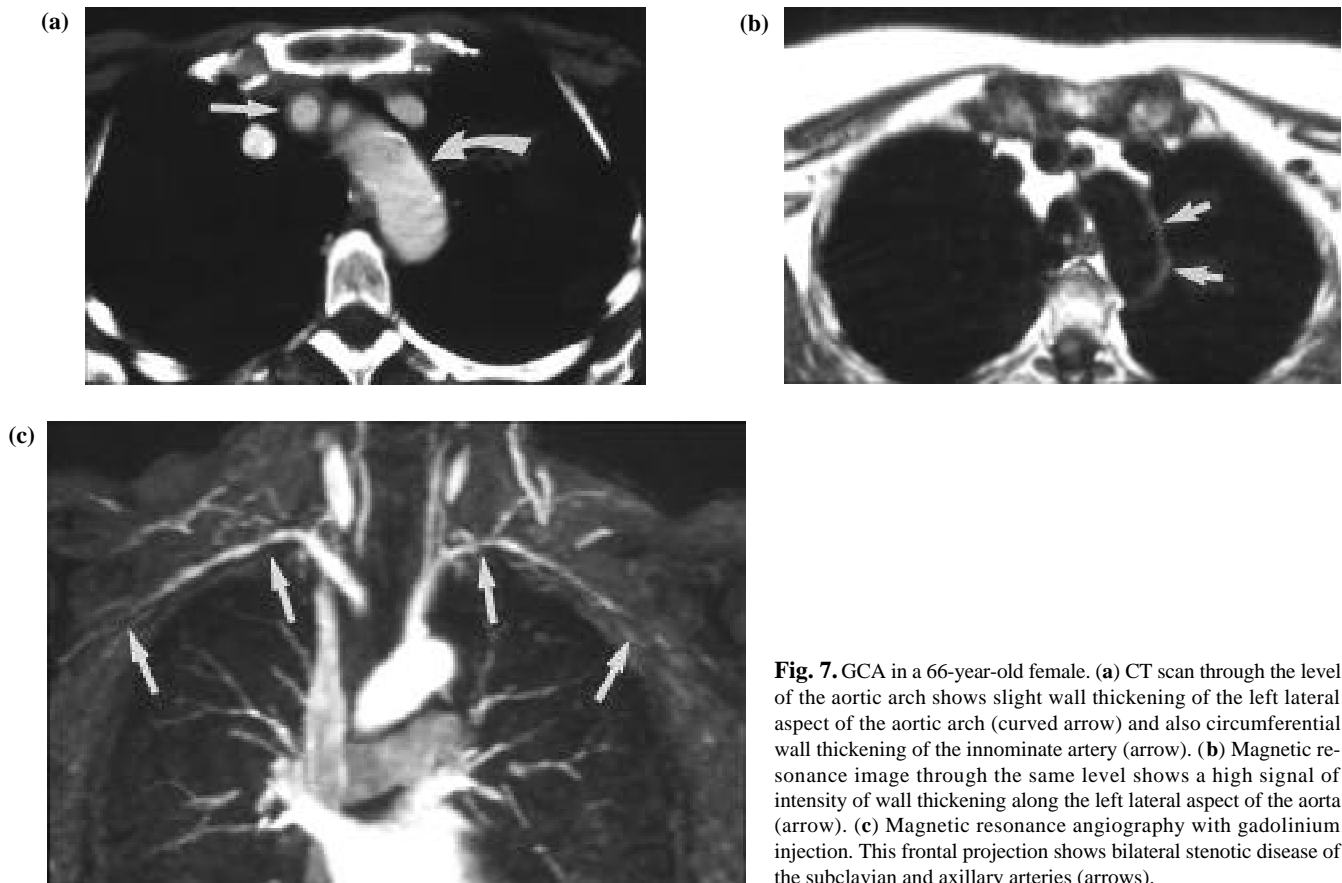 (a)
(b)
(c)
Fig. 7. GCA in a 66-year-old female. (a) CT scan through the level
of the aortic arch shows slight wall thickening of the left lateral
aspect of the aortic arch (curved arrow) and also circumferential
wall thickening of the innominate artery (arrow). (b) Magnetic re-
sonance image through the same level shows a high signal of
intensity of wall thickening along the left lateral aspect of the aorta
(arrow). (c) Magnetic resonance angiography with gadolinium
injection. This frontal projection shows bilateral stenotic disease of
the subclavian and axillary arteries (arrows).